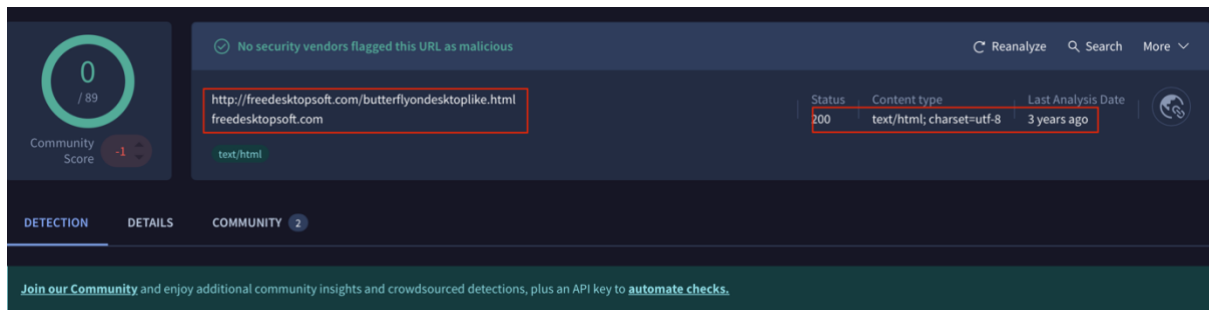 0
/ 89
Community
Score
-1
No security vendors flagged this URL as malicious
Reanalyze
Search
More
http://freedesktopsoft.com/butterflyondesktoplike.html
freedesktopsoft.com
text/html
Status
200
Content type
text/html; charset=utf-8
Last Analysis Date
3 years ago
DETECTION
DETAILS
COMMUNITY 2
Join our Community and enjoy additional community insights and crowdsourced detections, plus an API key to automate checks.